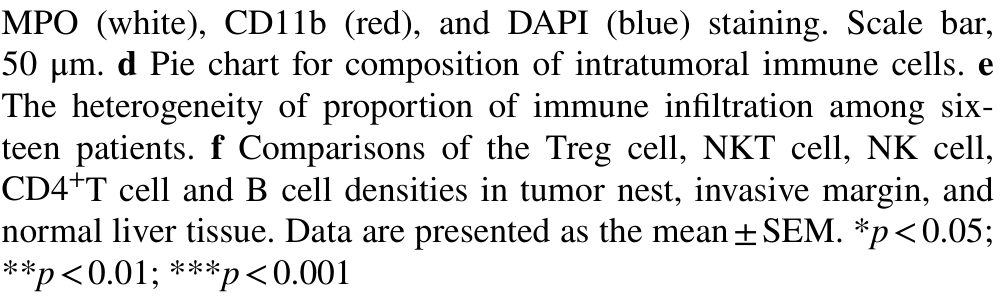 MPO (white), CD11b (red), and DAPI (blue) staining. Scale bar,
50 μm. d Pie chart for composition of intratumoral immune cells. e
The heterogeneity of proportion of immune infiltration among six-
teen patients. f Comparisons of the Treg cell, NKT cell, NK cell,
CD4⁺T cell and B cell densities in tumor nest, invasive margin, and
normal liver tissue. Data are presented as the mean ± SEM. *p < 0.05;
**p < 0.01; ***p < 0.001